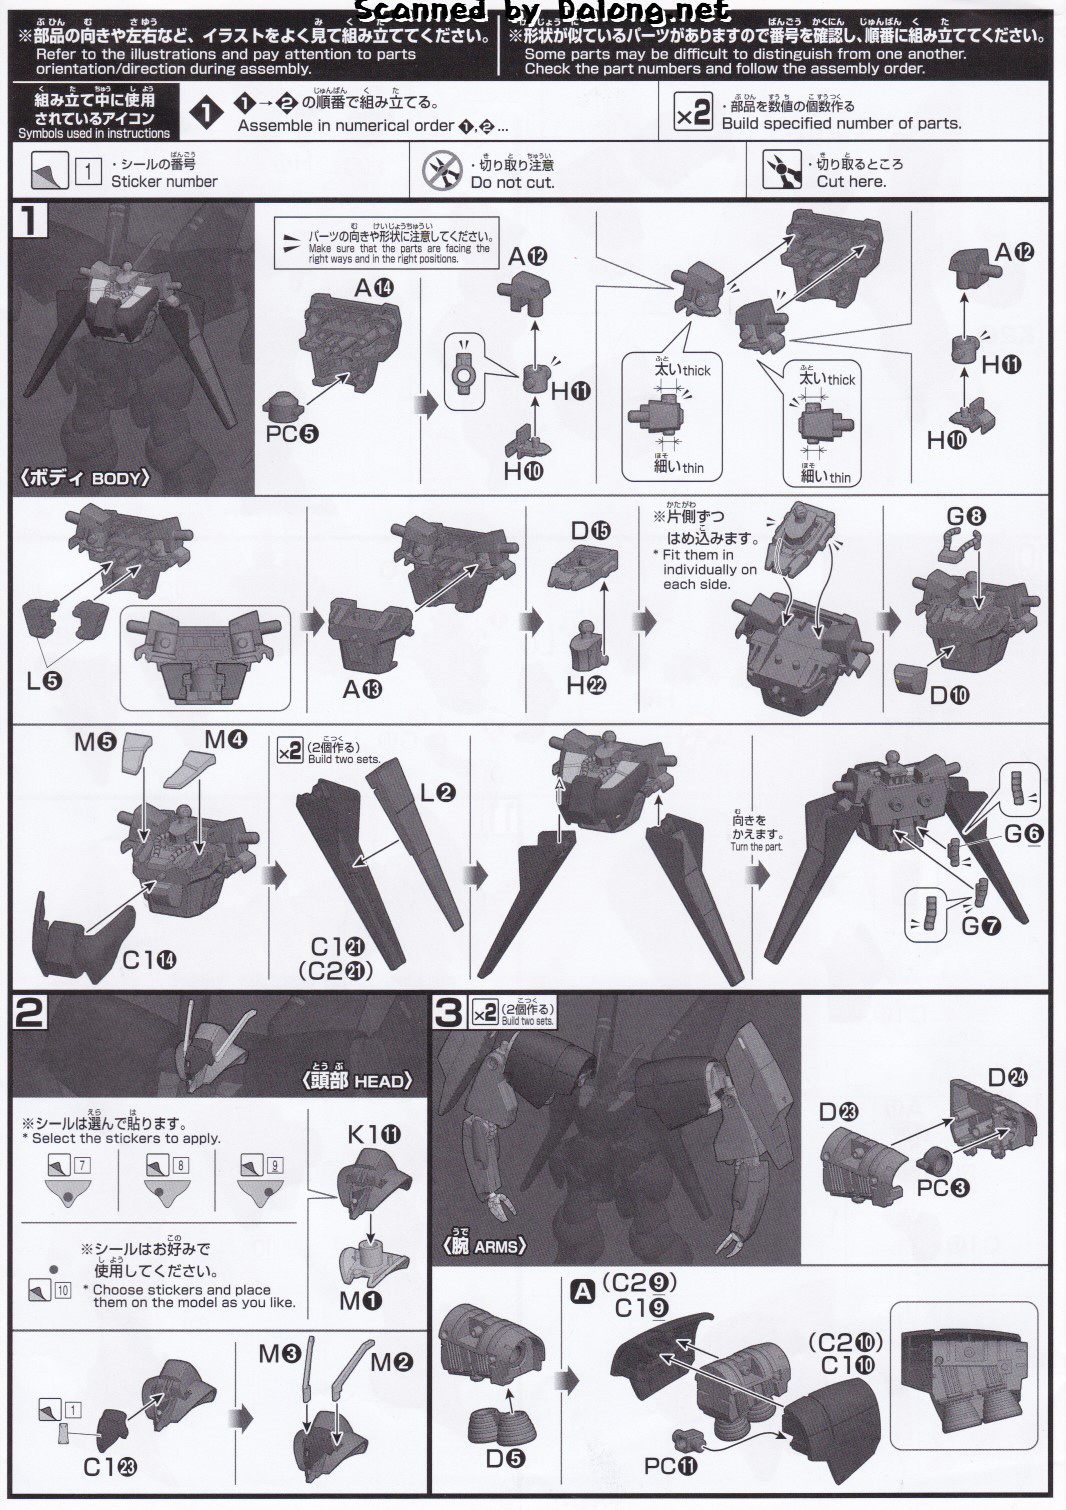 Scanned by Dalong.net
※部品の向きや左右など、イラストをよく見て組み立ててください。
Refer to the illustrations and pay attention to parts
orientation/direction during assembly.
※形状が似ているパーツがありますので番号を確認し、順番に組み立ててください。
Some parts may be difficult to distinguish from one another.
Check the part numbers and follow the assembly order.
組み立て中に使用
されているアイコン
Symbols used in instructions
❶ ❶→❷の順番で組み立てる。
Assemble in numerical order ❶,❷...
×2 ・部品を数値の個数作る
Build specified number of parts.
1 ・シールの番号
Sticker number
・切り取り注意
Do not cut.
・切り取るところ
Cut here.
1
パーツの向きや形状に注意してください。
Make sure that the parts are facing the
right ways and in the right positions.
〈ボディ BODY〉
A⓮
PC❺
A⓬
H⓫
H❿
太い thick
細い thin
太い thick
細い thin
A⓬
H⓫
H❿
L❺
A⓭
D⓯
H㉒
※片側ずつ
はめ込みます。
* Fit them in
individually on
each side.
G❽
D❿
M❺
M❹
C1⓮
×2 (2個作る)
Build two sets.
L❷
C1㉑
(C2㉑)
向きを
かえます。
Turn the part.
G❻
G❼
2
〈頭部 HEAD〉
※シールは選んで貼ります。
* Select the stickers to apply.
7
8
9
※シールはお好みで
使用してください。
10 * Choose stickers and place
them on the model as you like.
K1⓫
M❶
1
C1㉓
M❸
M❷
3 ×2 (2個作る)
Build two sets.
〈腕 ARMS〉
D㉓
D㉔
PC❸
D❺
A (C2❾)
C1❾
(C2❿)
C1❿
PC⓫